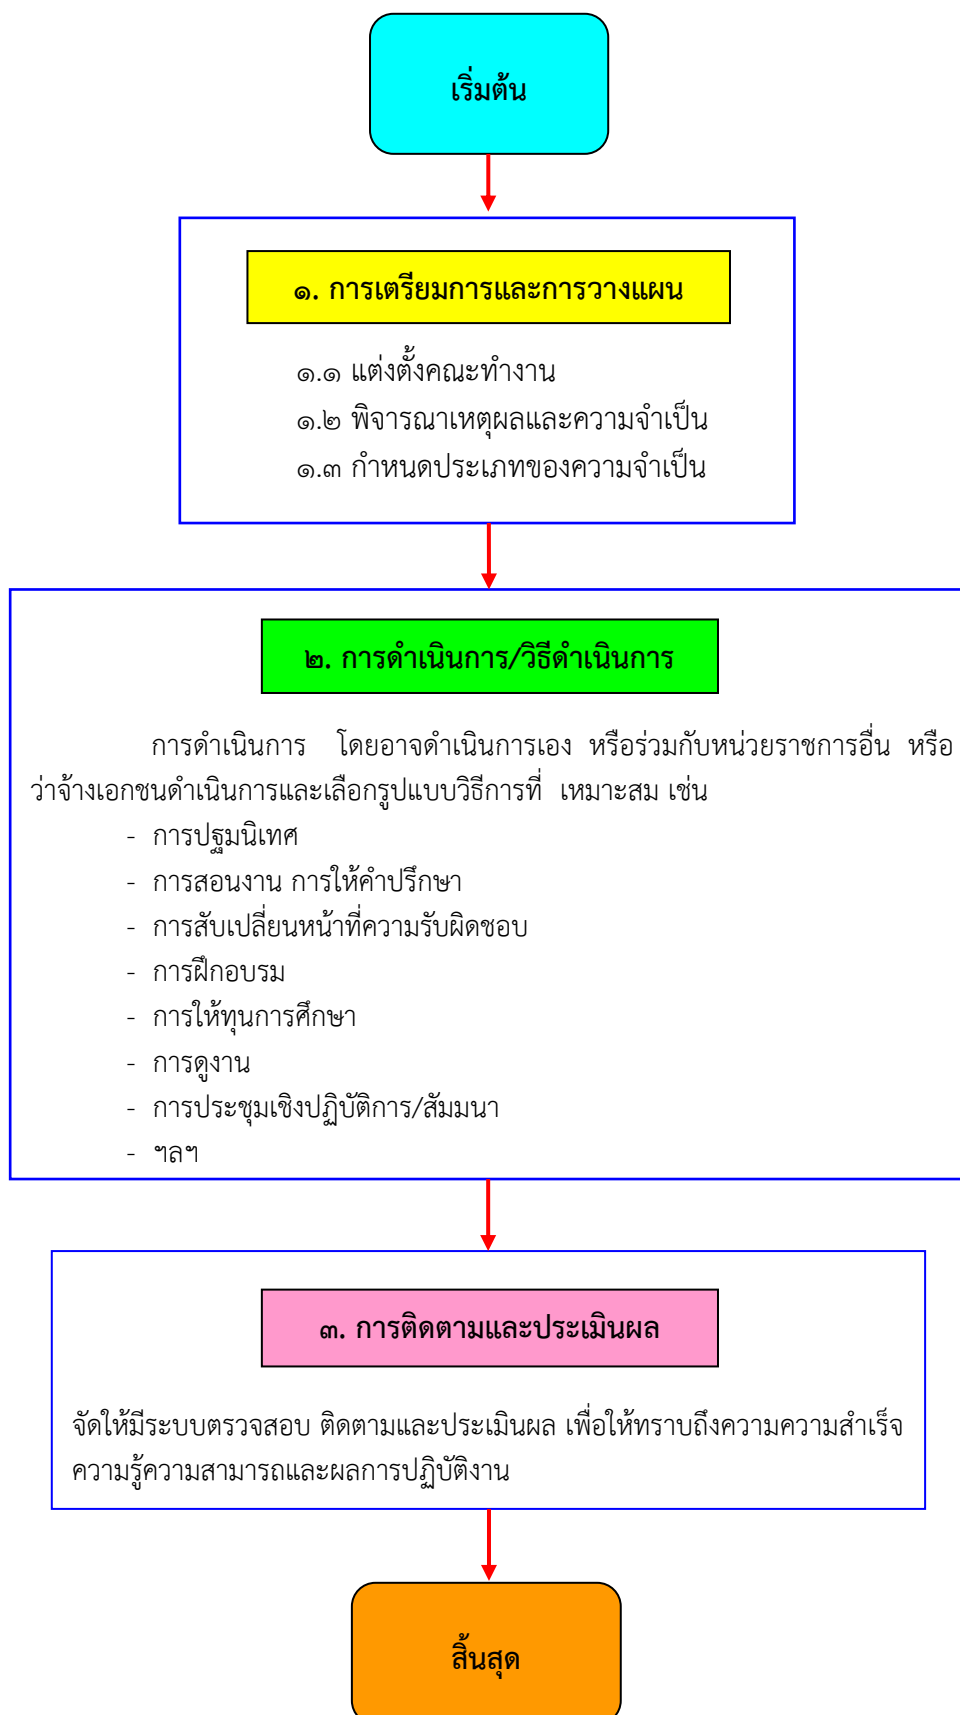 เริ่มต้น
๑. การเตรียมการและการวางแผน
๑.๑ แต่งตั้งคณะทำงาน
๑.๒ พิจารณาเหตุผลและความจำเป็น
๑.๓ กำหนดประเภทของความจำเป็น
๒. การดำเนินการ/วิธีดำเนินการ
การดำเนินการ โดยอาจดำเนินการเอง หรือร่วมกับหน่วยราชการอื่น หรือ
ว่าจ้างเอกชนดำเนินการและเลือกรูปแบบวิธีการที่ เหมาะสม เช่น
- การปฐมนิเทศ
- การสอนงาน การให้คำปรึกษา
- การสับเปลี่ยนหน้าที่ความรับผิดชอบ
- การฝึกอบรม
- การให้ทุนการศึกษา
- การดูงาน
- การประชุมเชิงปฏิบัติการ/สัมมนา
- ฯลฯ
๓. การติดตามและประเมินผล
จัดให้มีระบบตรวจสอบ ติดตามและประเมินผล เพื่อให้ทราบถึงความความสำเร็จ
ความรู้ความสามารถและผลการปฏิบัติงาน
สิ้นสุด